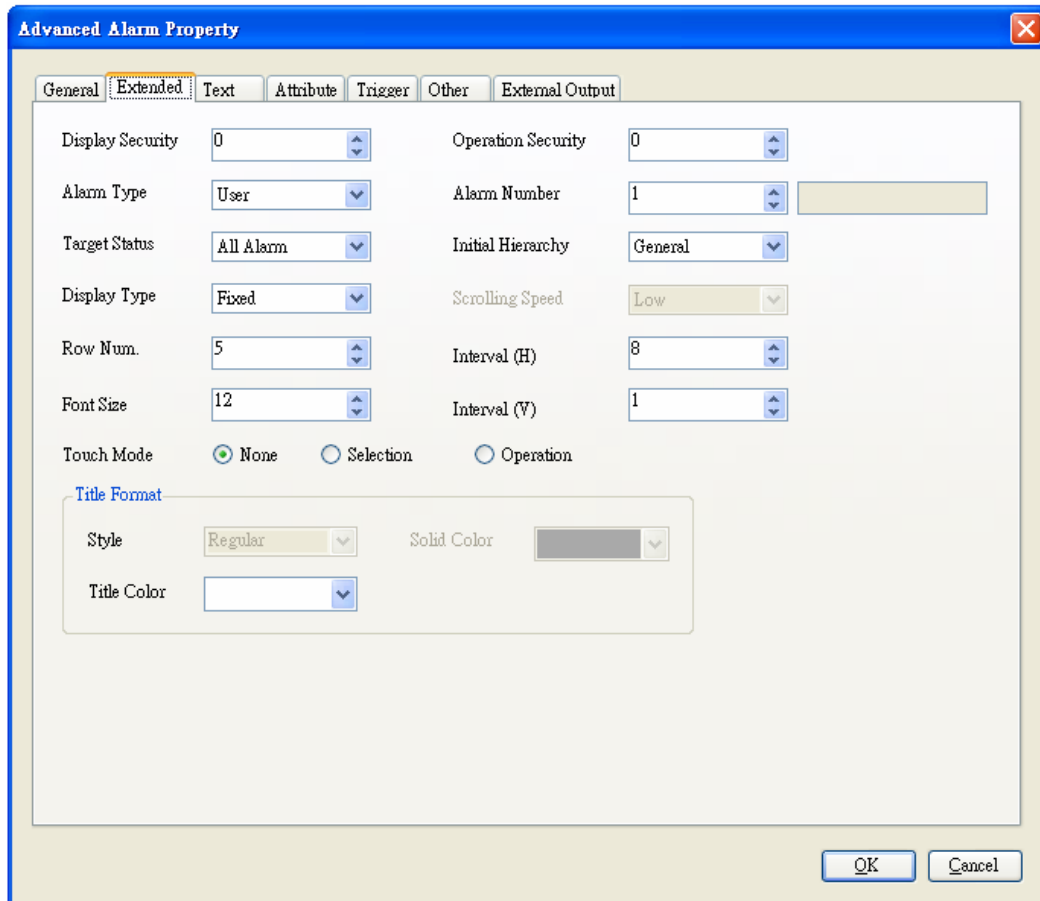 Advanced Alarm Property
General Extended Text Attribute Trigger Other External Output
Display Security 0 Operation Security 0
Alarm Type User Alarm Number 1
Target Status All Alarm Initial Hierarchy General
Display Type Fixed Scrolling Speed Low
Row Num. 5 Interval (H) 8
Font Size 12 Interval (V) 1
Touch Mode None Selection Operation
Title Format
Style Regular Solid Color
Title Color
OK Cancel